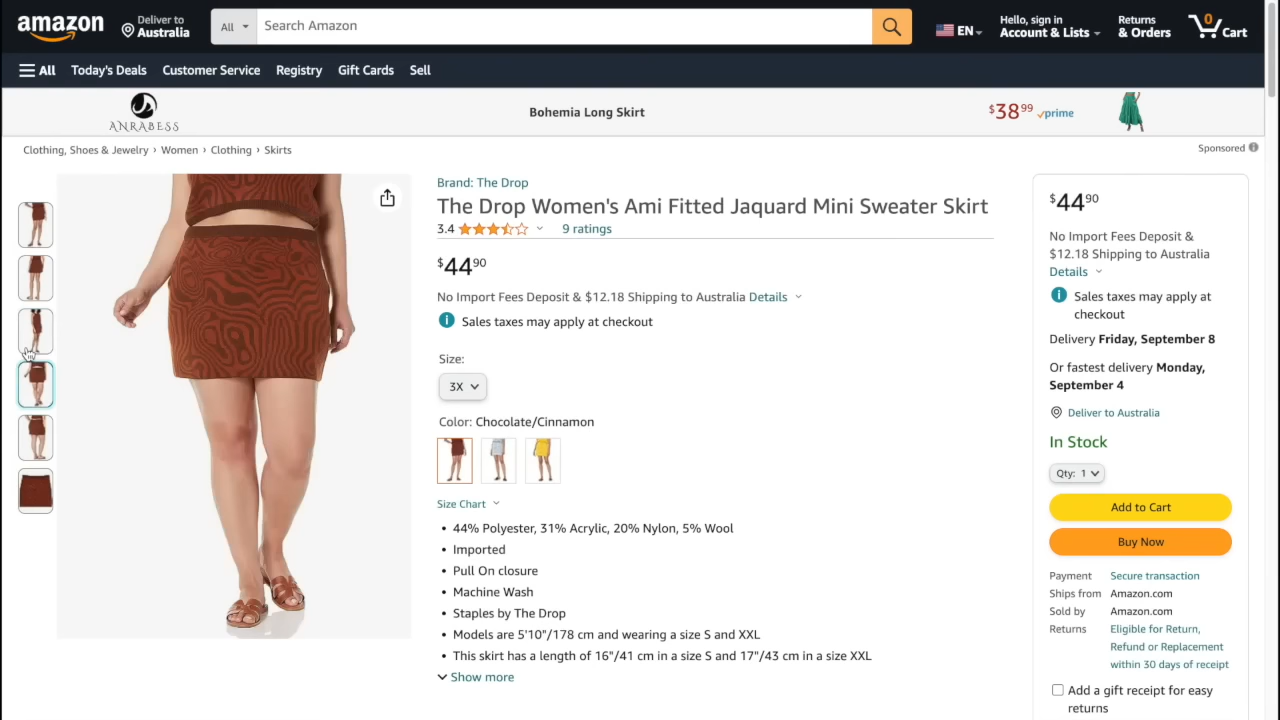 amazon
Deliver to
Australia
All
Search Amazon
EN
Hello, sign in
Account & Lists
Returns
& Orders
0
Cart
All
Today's Deals
Customer Service
Registry
Gift Cards
Sell
ANRABESS
Bohemia Long Skirt
$38 99
prime
Clothing, Shoes & Jewelry › Women › Clothing › Skirts
Sponsored
Brand: The Drop
The Drop Women's Ami Fitted Jaquard Mini Sweater Skirt
3.4
9 ratings
$44 90
No Import Fees Deposit & $12.18 Shipping to Australia Details
Sales taxes may apply at checkout
Size:
3X
Color: Chocolate/Cinnamon
Size Chart
• 44% Polyester, 31% Acrylic, 20% Nylon, 5% Wool
• Imported
• Pull On closure
• Machine Wash
• Staples by The Drop
• Models are 5'10"/178 cm and wearing a size S and XXL
• This skirt has a length of 16"/41 cm in a size S and 17"/43 cm in a size XXL
Show more
$44 90
No Import Fees Deposit &
$12.18 Shipping to Australia
Details
Sales taxes may apply at
checkout
Delivery Friday, September 8
Or fastest delivery Monday,
September 4
Deliver to Australia
In Stock
Qty: 1
Add to Cart
Buy Now
Payment Secure transaction
Ships from Amazon.com
Sold by Amazon.com
Returns Eligible for Return,
Refund or Replacement
within 30 days of receipt
Add a gift receipt for easy
returns